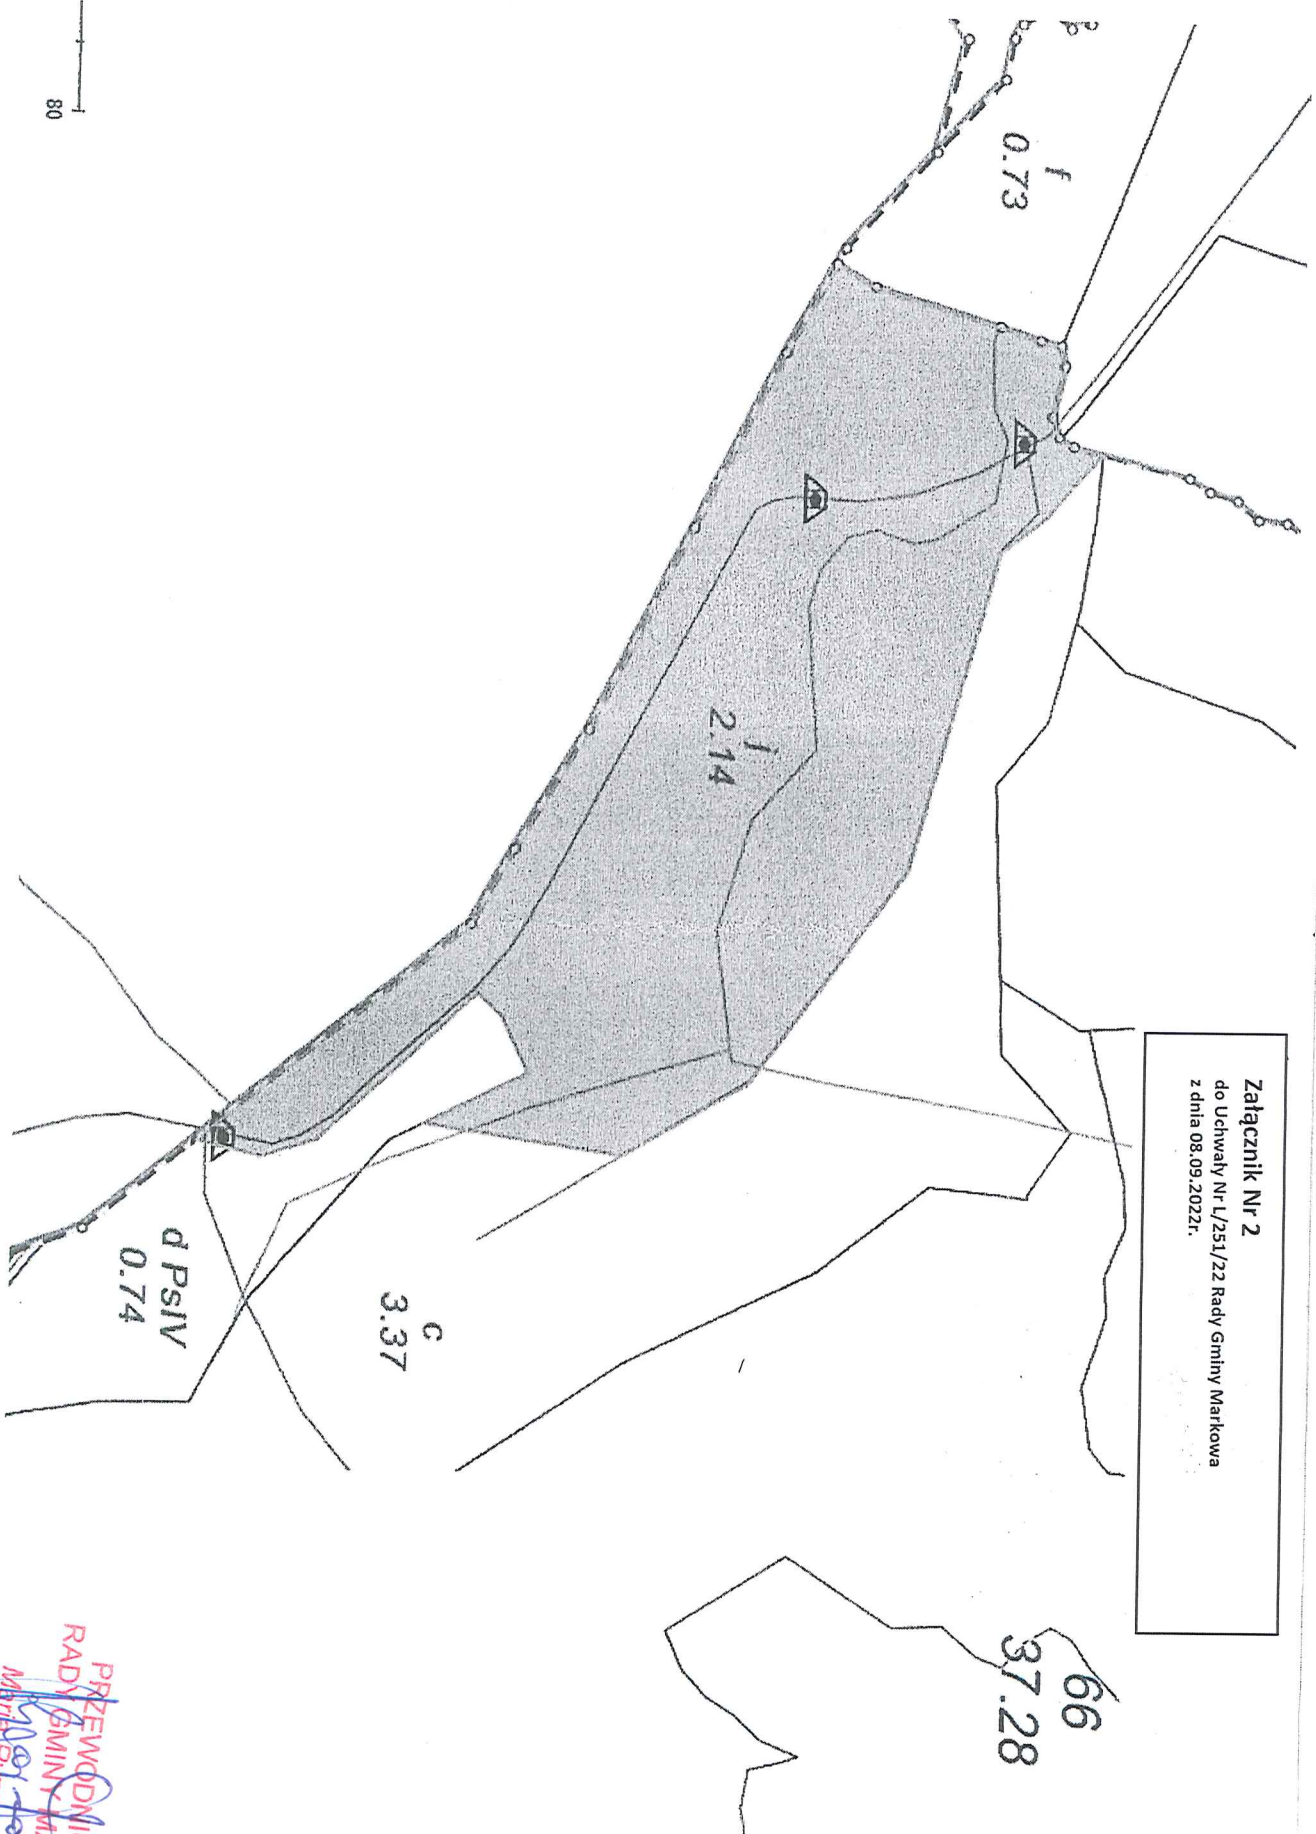 Załącznik Nr 2
do Uchwały Nr L/251/22 Rady Gminy Markowa
z dnia 08.09.2022r.
f
0.73
2.14
c
3.37
d PsIV
0.74
66
37.28
80
PRZEWODNI
RADY GMINY M